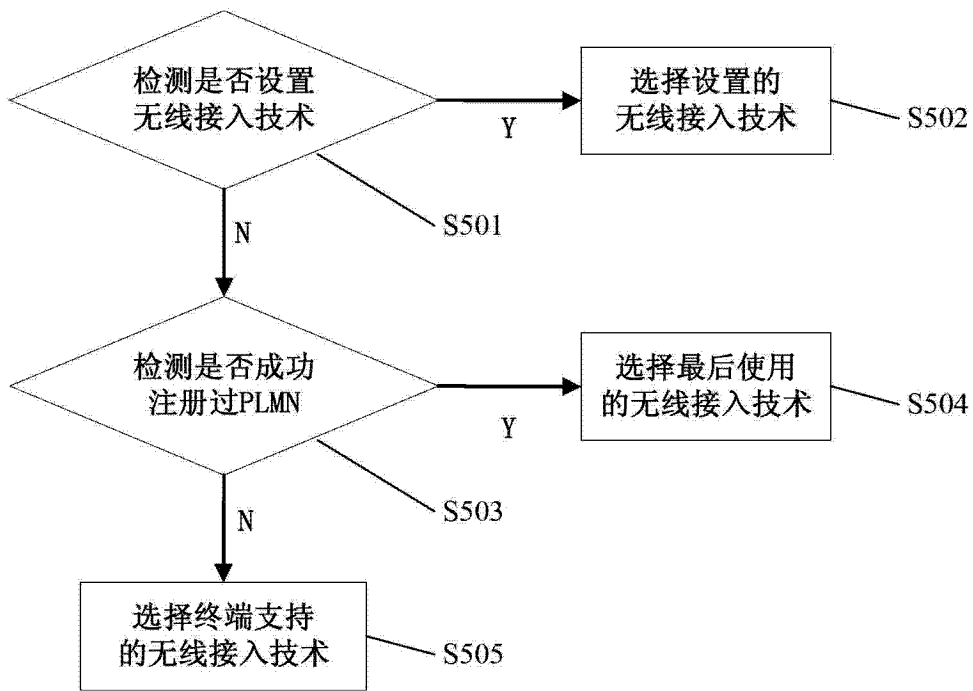 检测是否设置
无线接入技术
Y
选择设置的
无线接入技术
S502
S501
N
检测是否成功
注册过PLMN
Y
选择最后使用
的无线接入技术
S504
S503
N
选择终端支持
的无线接入技术
S505